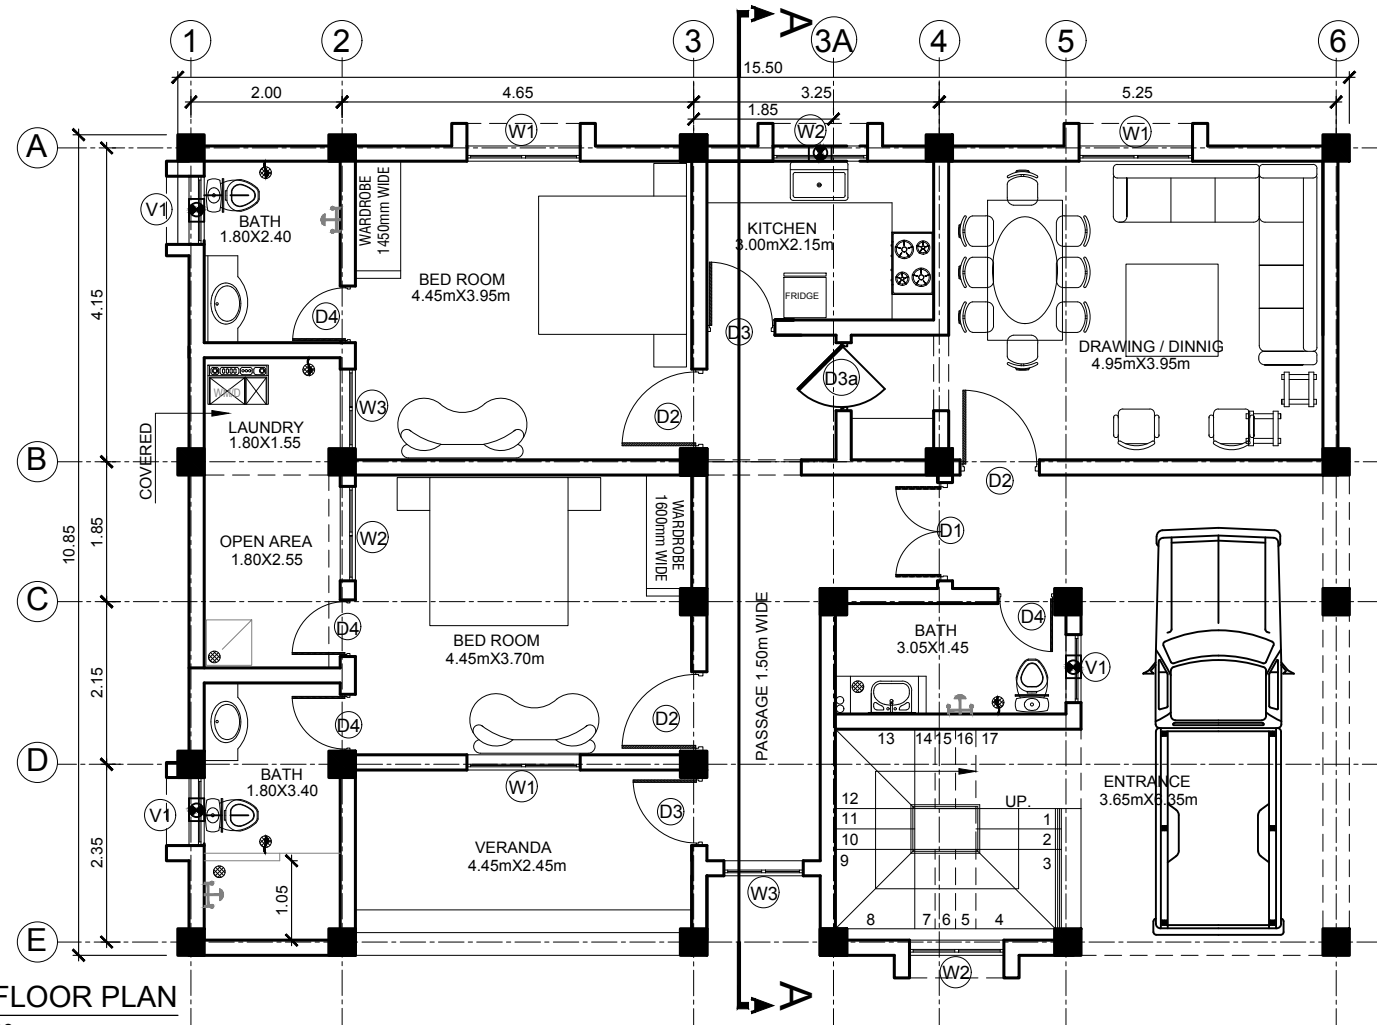 1
2
3
3A
4
5
6
A
A
15.50
2.00
4.65
3.25
5.25
1.85
A
W1
W2
W1
V1
BATH
1.80X2.40
WARDROBE
1450mm WIDE
BED ROOM
4.45mX3.95m
KITCHEN
3.00mX2.15m
FRIDGE
D4
D3
4.15
DRAWING / DINNIG
4.95mX3.95m
D3a
WM/D
W3
D2
LAUNDRY
1.80X1.55
COVERED
B
D2
10.85
1.85
OPEN AREA
1.80X2.55
W2
WARDROBE
1600mm WIDE
D1
C
D4
BED ROOM
4.45mX3.70m
PASSAGE 1.50m WIDE
BATH
3.05X1.45
D4
V1
2.15
D4
D2
13
14
15
16
17
D
BATH
1.80X3.40
W1
ENTRANCE
3.65mX6.35m
V1
D3
12
11
10
9
UP.
1
2
3
2.35
VERANDA
4.45mX2.45m
1.05
W3
8
7
6
5
4
E
W2
A
FLOOR PLAN